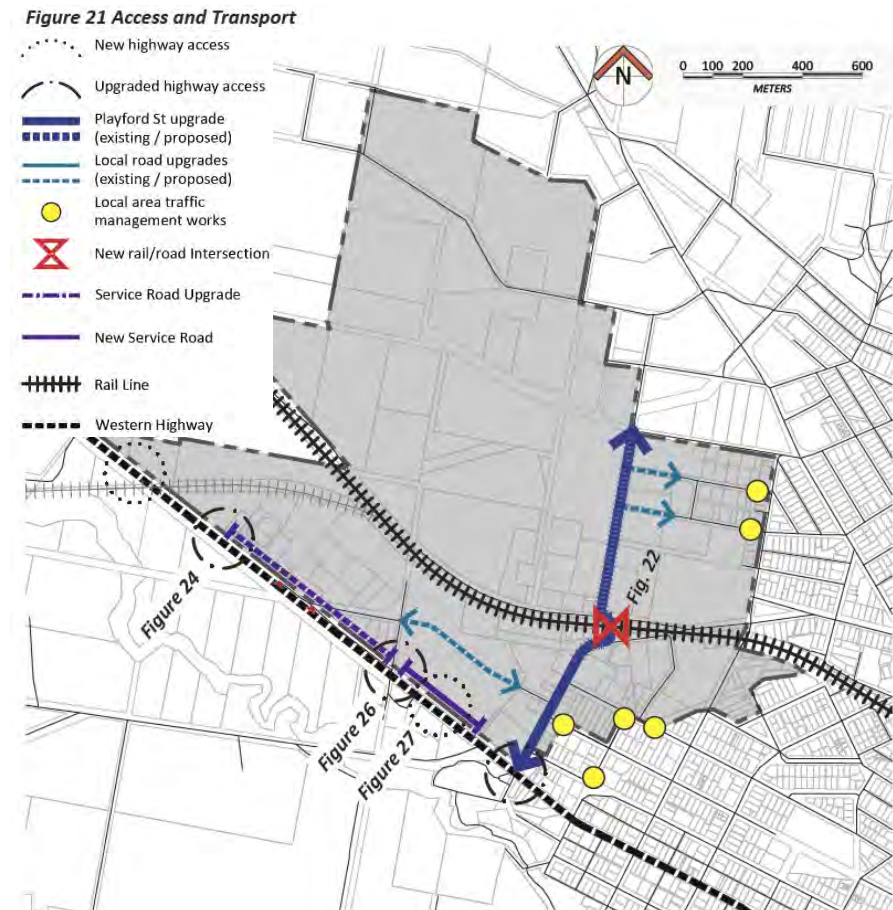 Figure 21 Access and Transport
New highway access
Upgraded highway access
Playford St upgrade
(existing / proposed)
Local road upgrades
(existing / proposed)
Local area traffic
management works
New rail/road Intersection
Service Road Upgrade
New Service Road
Rail Line
Western Highway
N
0 100 200 400 600
METERS
Fig. 22
Figure 24
Figure 26
Figure 27